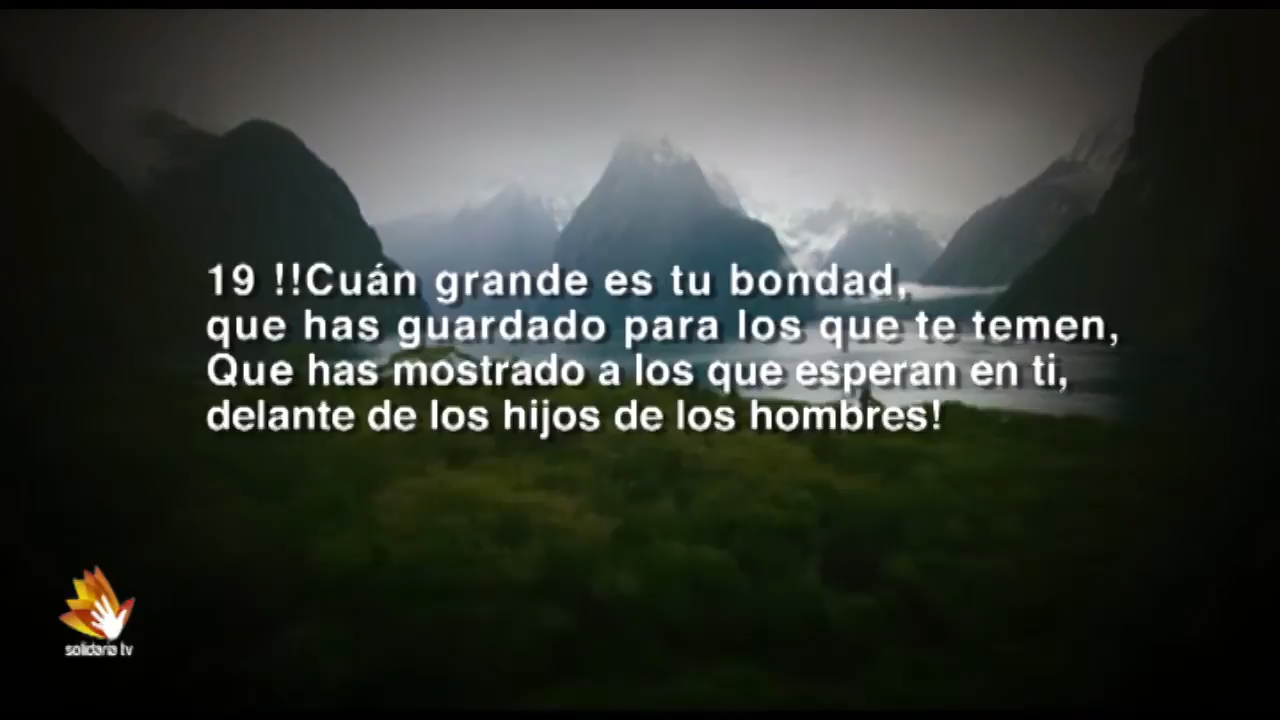 19 !!Cuán grande es tu bondad,
que has guardado para los que te temen,
Que has mostrado a los que esperan en ti,
delante de los hijos de los hombres!
solidaria tv